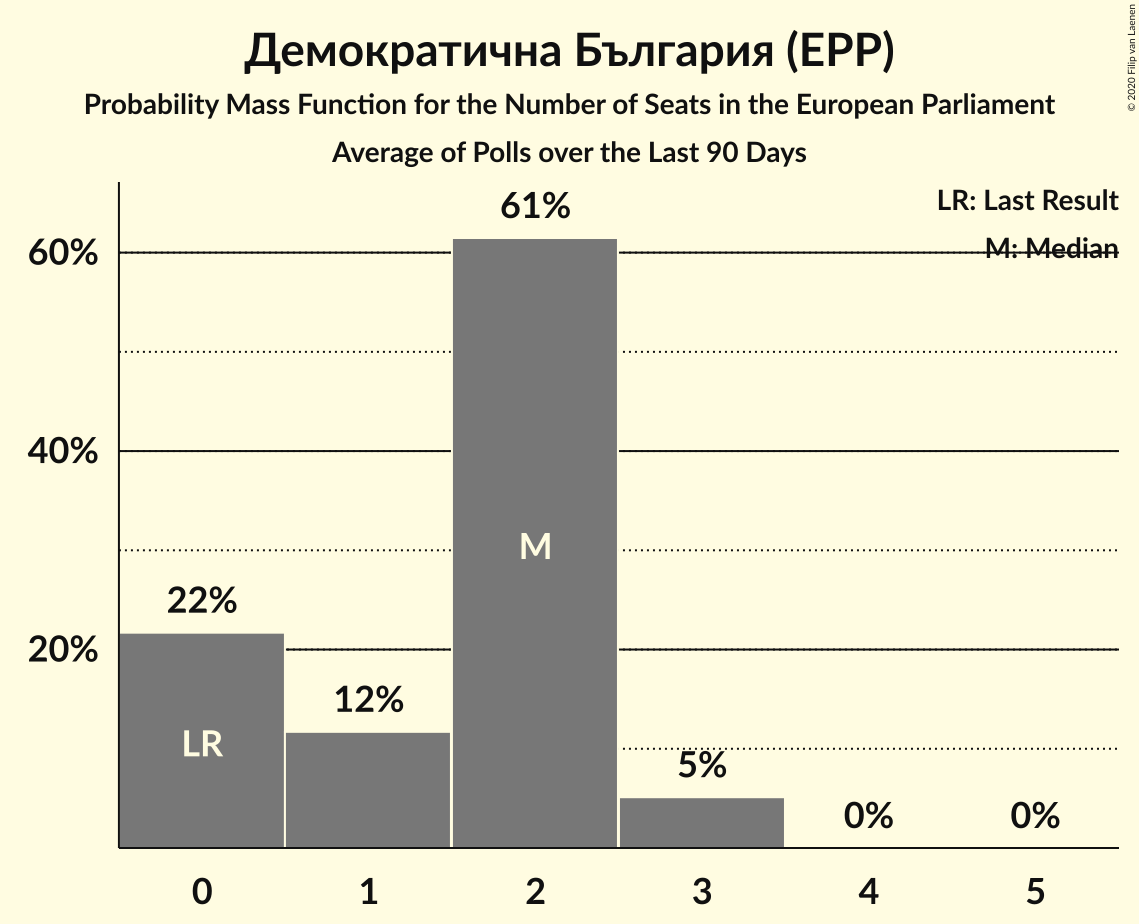 Демократична България (EPP)
Probability Mass Function for the Number of Seats in the European Parliament
Average of Polls over the Last 90 Days
© 2020 Filip van Laenen
LR: Last Result
M: Median
60%
40%
20%
22%
12%
61%
5%
0%
0%
LR
M
0 1 2 3 4 5